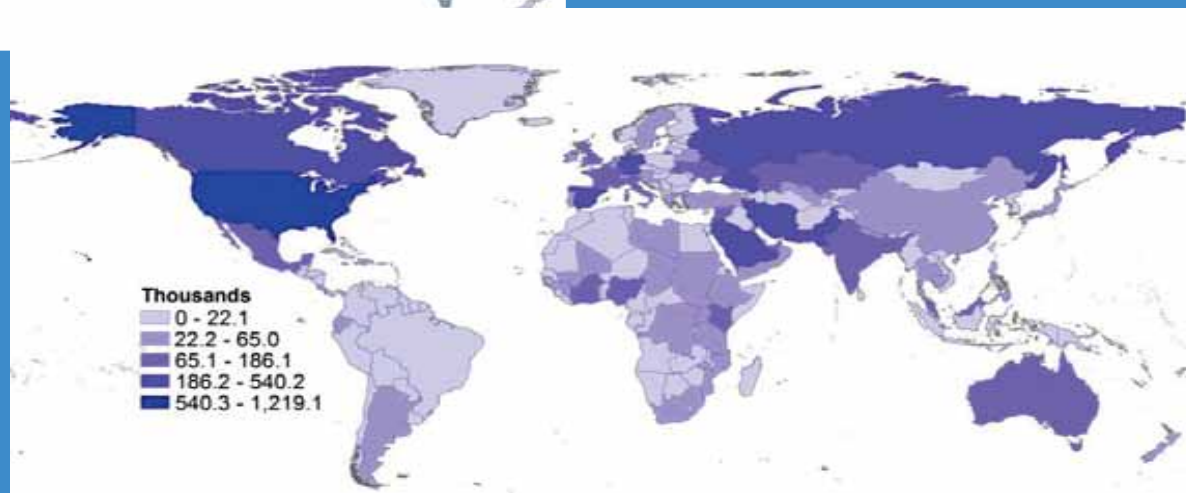 Thousands
0 - 22.1
22.2 - 65.0
65.1 - 186.1
186.2 - 540.2
540.3 - 1,219.1